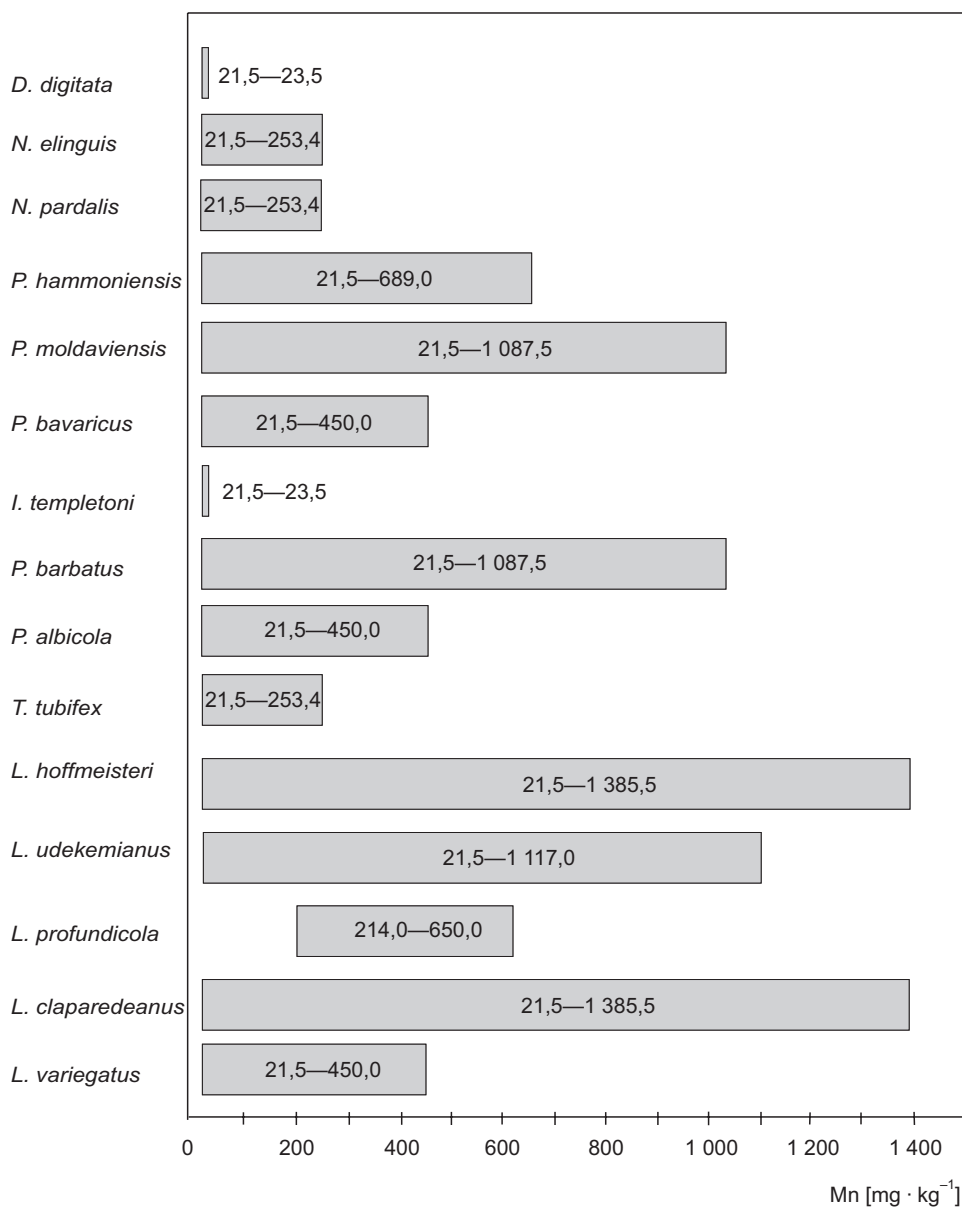 D. digitata 21,5—23,5
N. elinguis 21,5—253,4
N. pardalis 21,5—253,4
P. hammoniensis 21,5—689,0
P. moldaviensis 21,5—1 087,5
P. bavaricus 21,5—450,0
I. templetoni 21,5—23,5
P. barbatus 21,5—1 087,5
P. albicola 21,5—450,0
T. tubifex 21,5—253,4
L. hoffmeisteri 21,5—1 385,5
L. udekemianus 21,5—1 117,0
L. profundicola 214,0—650,0
L. claparedeanus 21,5—1 385,5
L. variegatus 21,5—450,0
0 200 400 600 800 1 000 1 200 1 400
Mn [mg · kg⁻¹]